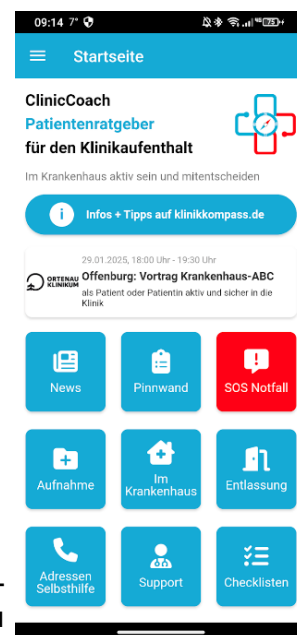 09:14 7°
Startseite
ClinicCoach
Patientenratgeber
für den Klinikaufenthalt
Im Krankenhaus aktiv sein und mitentscheiden
i Infos + Tipps auf klinikkompass.de
29.01.2025, 18:00 Uhr - 19:30 Uhr
ORTENAU
KLINIKUM
Offenburg: Vortrag Krankenhaus-ABC
als Patient oder Patientin aktiv und sicher in die
Klinik
News
Pinnwand
SOS Notfall
Aufnahme
Im
Krankenhaus
Entlassung
Adressen
Selbsthilfe
Support
Checklisten